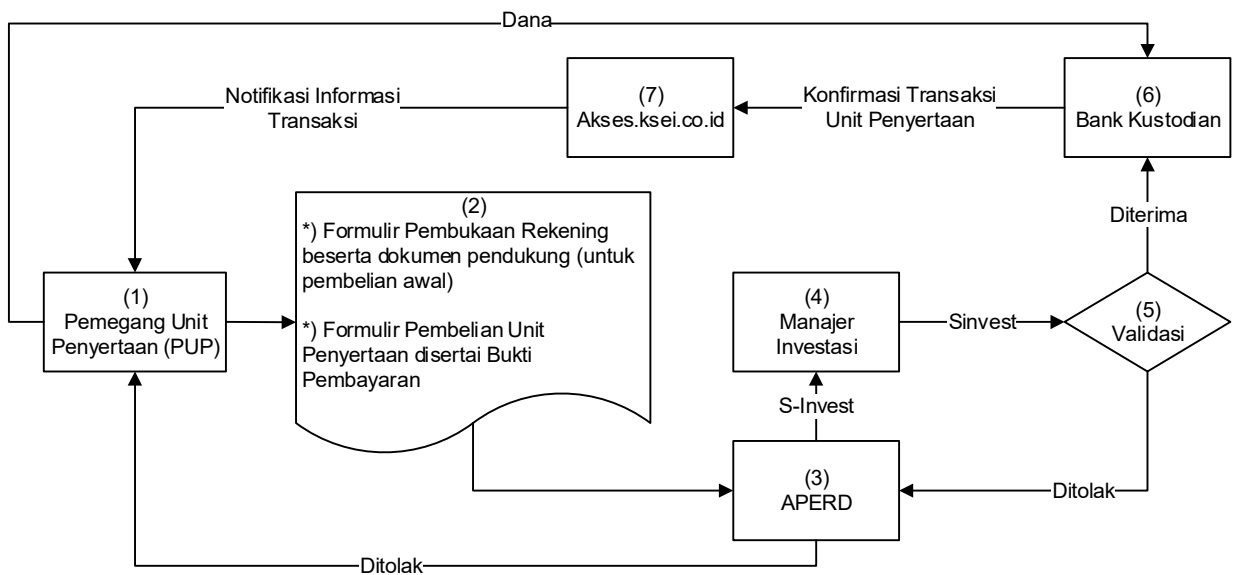 Dana
(7)
Akses.ksei.co.id
(6)
Bank Kustodian
Notifikasi Informasi
Transaksi
Konfirmasi Transaksi
Unit Penyertaan
(2)
*) Formulir Pembukaan Rekening
beserta dokumen pendukung (untuk
pembelian awal)
*) Formulir Pembelian Unit
Penyertaan disertai Bukti
Pembayaran
Diterima
(1)
Pemegang Unit
Penyertaan (PUP)
(4)
Manajer
Investasi
Sinvest
(5)
Validasi
S-Invest
(3)
APERD
Ditolak
Ditolak